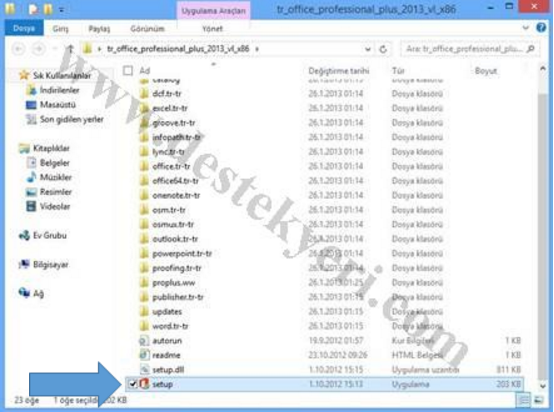 Uygulama Araçları
tr_office_professional_plus_2013_vl_x86
Dosya Giriş Paylaş Görünüm Yönet
tr_office_professional_plus_2013_vl_x86
Ara: tr_office_professional_plu...
Ad Değiştirme tarihi Tür Boyut
Sık Kullanılanlar
İndirilenler
Masaüstü
Son gidilen yerler
Kitaplıklar
Belgeler
Müzikler
Resimler
Videolar
Ev Grubu
Bilgisayar
Ağ
catalog 26.1.2013 01:14 Dosya klasörü
dcf.tr-tr 26.1.2013 01:14 Dosya klasörü
excel.tr-tr 26.1.2013 01:14 Dosya klasörü
groove.tr-tr 26.1.2013 01:14 Dosya klasörü
infopath.tr-tr 26.1.2013 01:14 Dosya klasörü
lync.tr-tr 26.1.2013 01:14 Dosya klasörü
office.tr-tr 26.1.2013 01:14 Dosya klasörü
office64.tr-tr 26.1.2013 01:14 Dosya klasörü
onenote.tr-tr 26.1.2013 01:14 Dosya klasörü
osm.tr-tr 26.1.2013 01:14 Dosya klasörü
osmux.tr-tr 26.1.2013 01:14 Dosya klasörü
outlook.tr-tr 26.1.2013 01:14 Dosya klasörü
powerpoint.tr-tr 26.1.2013 01:14 Dosya klasörü
proofing.tr-tr 26.1.2013 01:14 Dosya klasörü
proplus.ww 26.1.2013 01:25 Dosya klasörü
publisher.tr-tr 26.1.2013 01:15 Dosya klasörü
updates 26.1.2013 01:15 Dosya klasörü
word.tr-tr 26.1.2013 01:15 Dosya klasörü
autorun 19.9.2012 01:57 Kur Bilgileri 1 KB
readme 23.10.2012 09:26 HTML Belgesi 1 KB
setup.dll 1.10.2012 15:15 Uygulama uzantısı 811 KB
setup 1.10.2012 15:13 Uygulama 203 KB
23 öğe 1 öğe seçildi 202 KB
www.destekyeri.com